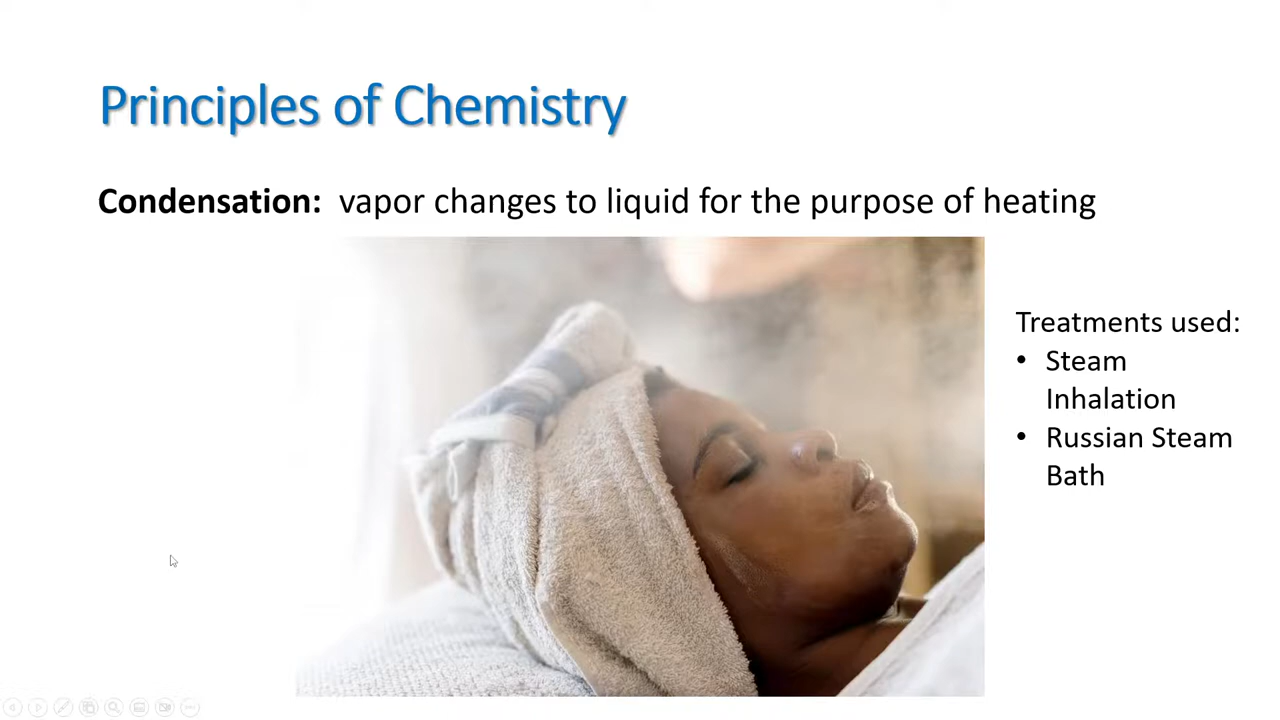 Principles of Chemistry
Condensation: vapor changes to liquid for the purpose of heating
Treatments used:
• Steam
Inhalation
• Russian Steam
Bath